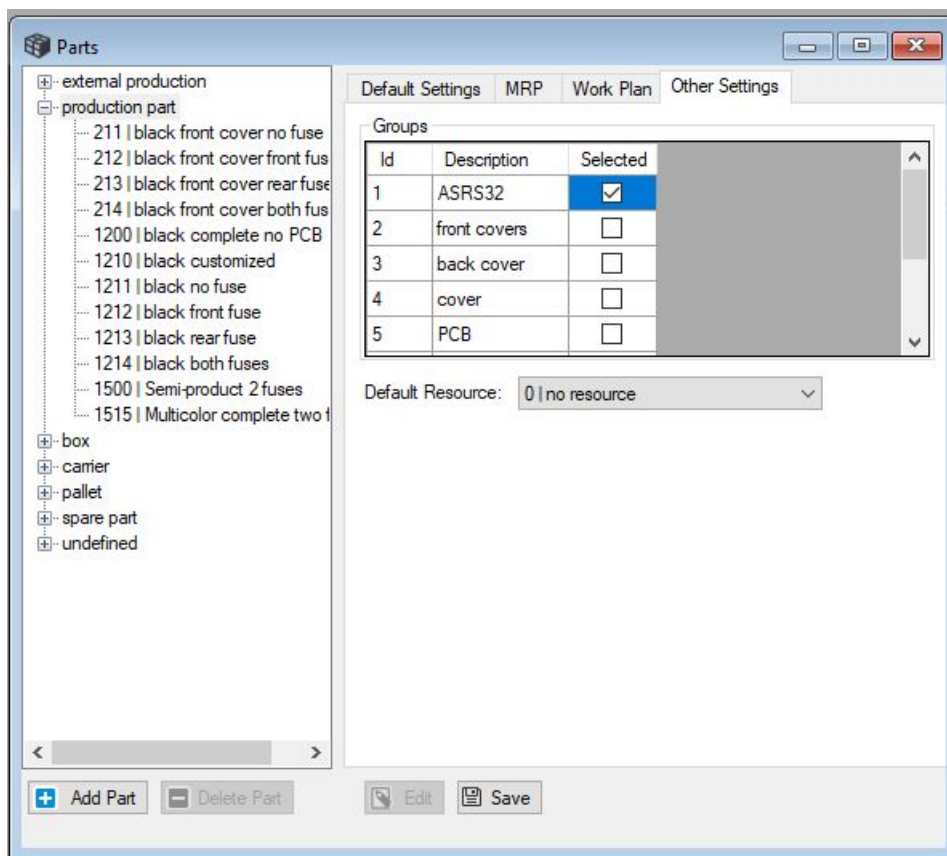 Parts
external production
production part
211 | black front cover no fuse
212 | black front cover front fus
213 | black front cover rear fuse
214 | black front cover both fus
1200 | black complete no PCB
1210 | black customized
1211 | black no fuse
1212 | black front fuse
1213 | black rear fuse
1214 | black both fuses
1500 | Semi-product 2 fuses
1515 | Multicolor complete two f
box
carrier
pallet
spare part
undefined
Default Settings MRP Work Plan Other Settings
Groups
Id Description Selected
1 ASRS32
2 front covers
3 back cover
4 cover
5 PCB
Default Resource: 0 | no resource
Add Part Delete Part Edit Save